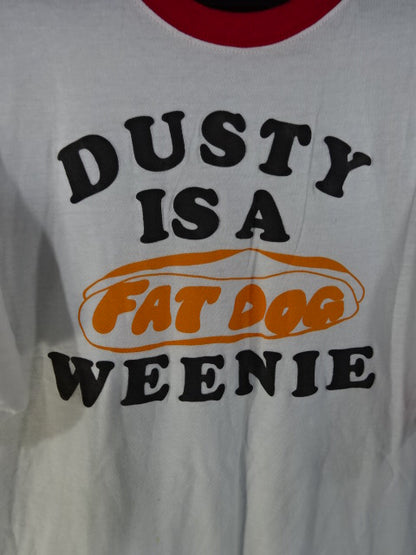 DUSTY
IS A
FAT DOG
WEENIE